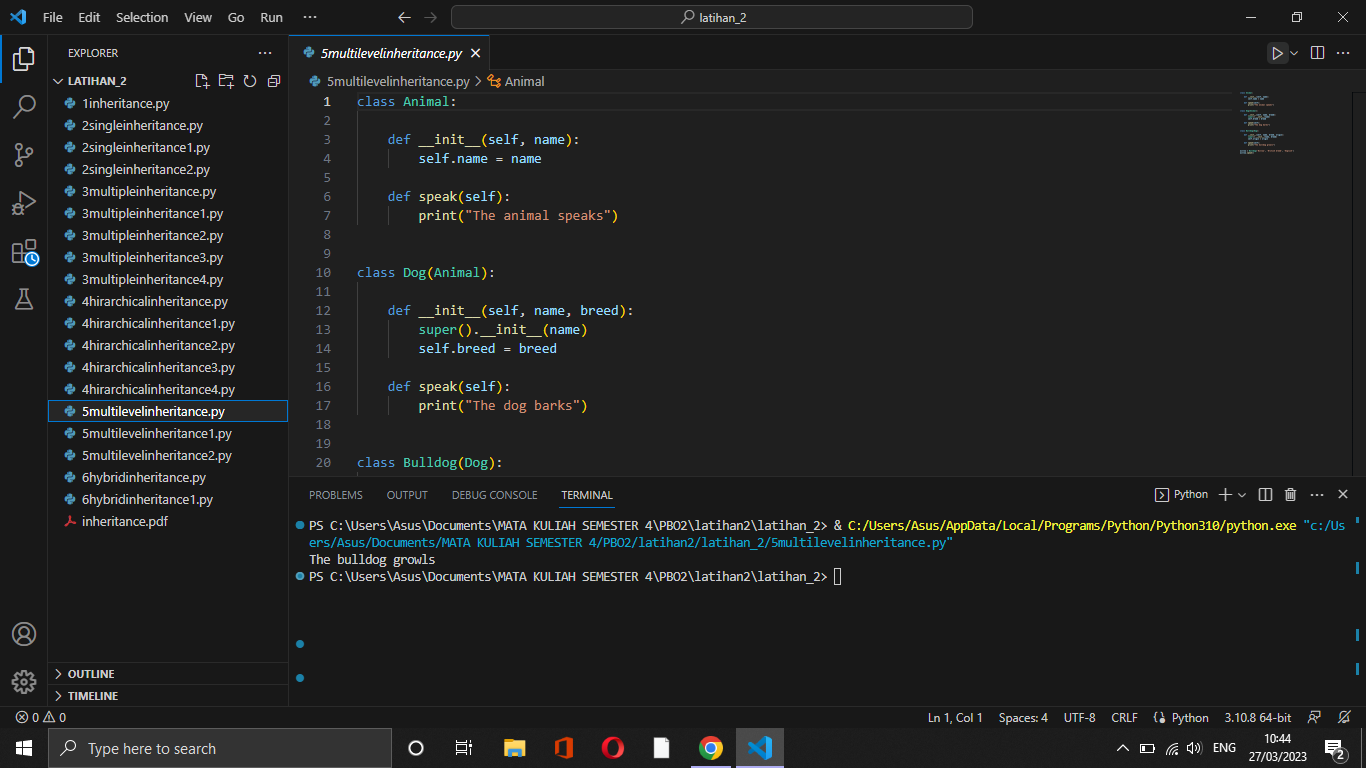 File Edit Selection View Go Run ··· latihan_2
EXPLORER
LATIHAN_2
1inheritance.py
2singleinheritance.py
2singleinheritance1.py
2singleinheritance2.py
3multipleinheritance.py
3multipleinheritance1.py
3multipleinheritance2.py
3multipleinheritance3.py
3multipleinheritance4.py
4hirarchicalinheritance.py
4hirarchicalinheritance1.py
4hirarchicalinheritance2.py
4hirarchicalinheritance3.py
4hirarchicalinheritance4.py
5multilevelinheritance.py
5multilevelinheritance1.py
5multilevelinheritance2.py
6hybridinheritance.py
6hybridinheritance1.py
inheritance.pdf
OUTLINE
TIMELINE
5multilevelinheritance.py
5multilevelinheritance.py > Animal
1 class Animal:
2
3 def __init__(self, name):
4 self.name = name
5
6 def speak(self):
7 print("The animal speaks")
8
9
10 class Dog(Animal):
11
12 def __init__(self, name, breed):
13 super().__init__(name)
14 self.breed = breed
15
16 def speak(self):
17 print("The dog barks")
18
19
20 class Bulldog(Dog):
PROBLEMS OUTPUT DEBUG CONSOLE TERMINAL Python
PS C:\Users\Asus\Documents\MATA KULIAH SEMESTER 4\PBO2\latihan2\latihan_2> & C:/Users/Asus/AppData/Local/Programs/Python/Python310/python.exe "c:/Us
ers/Asus/Documents/MATA KULIAH SEMESTER 4/PBO2/latihan2/latihan_2/5multilevelinheritance.py"
The bulldog growls
PS C:\Users\Asus\Documents\MATA KULIAH SEMESTER 4\PBO2\latihan2\latihan_2>
0 0 Ln 1, Col 1 Spaces: 4 UTF-8 CRLF Python 3.10.8 64-bit
Type here to search
ENG
10:44
27/03/2023
2